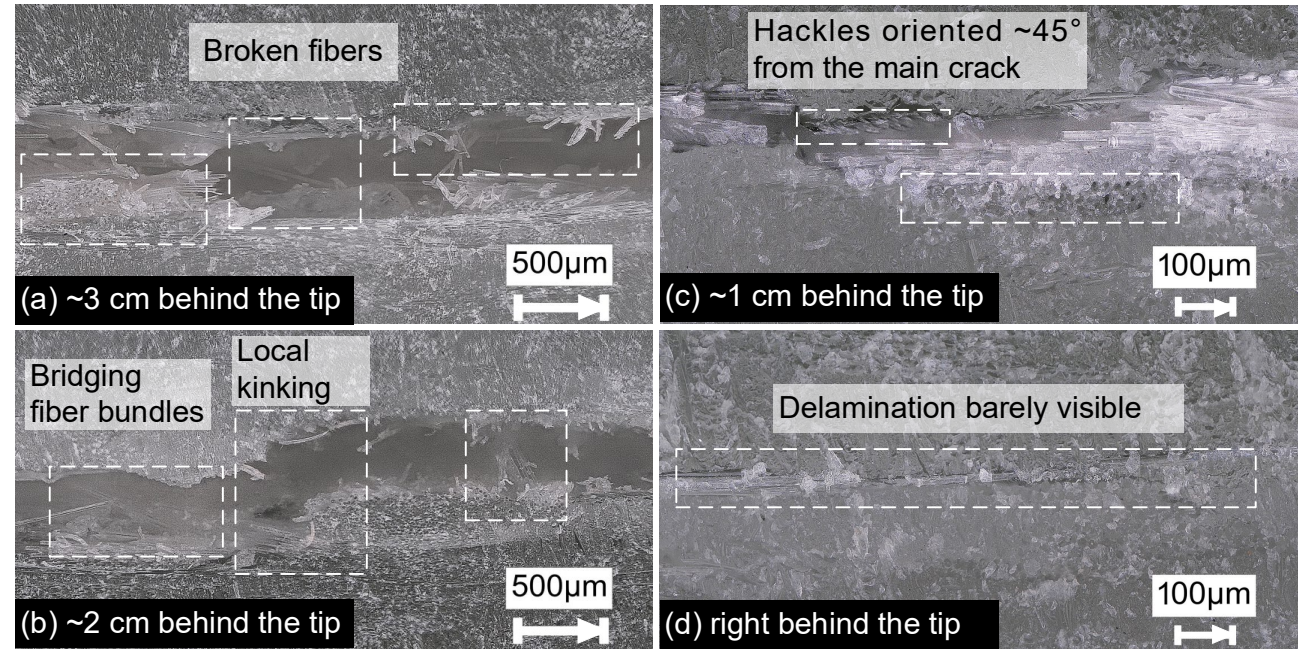 Broken fibers
500µm
(a) ~3 cm behind the tip
Hackles oriented ~45°
from the main crack
100µm
(c) ~1 cm behind the tip
Bridging
fiber bundles
Local
kinking
500µm
(b) ~2 cm behind the tip
Delamination barely visible
100µm
(d) right behind the tip